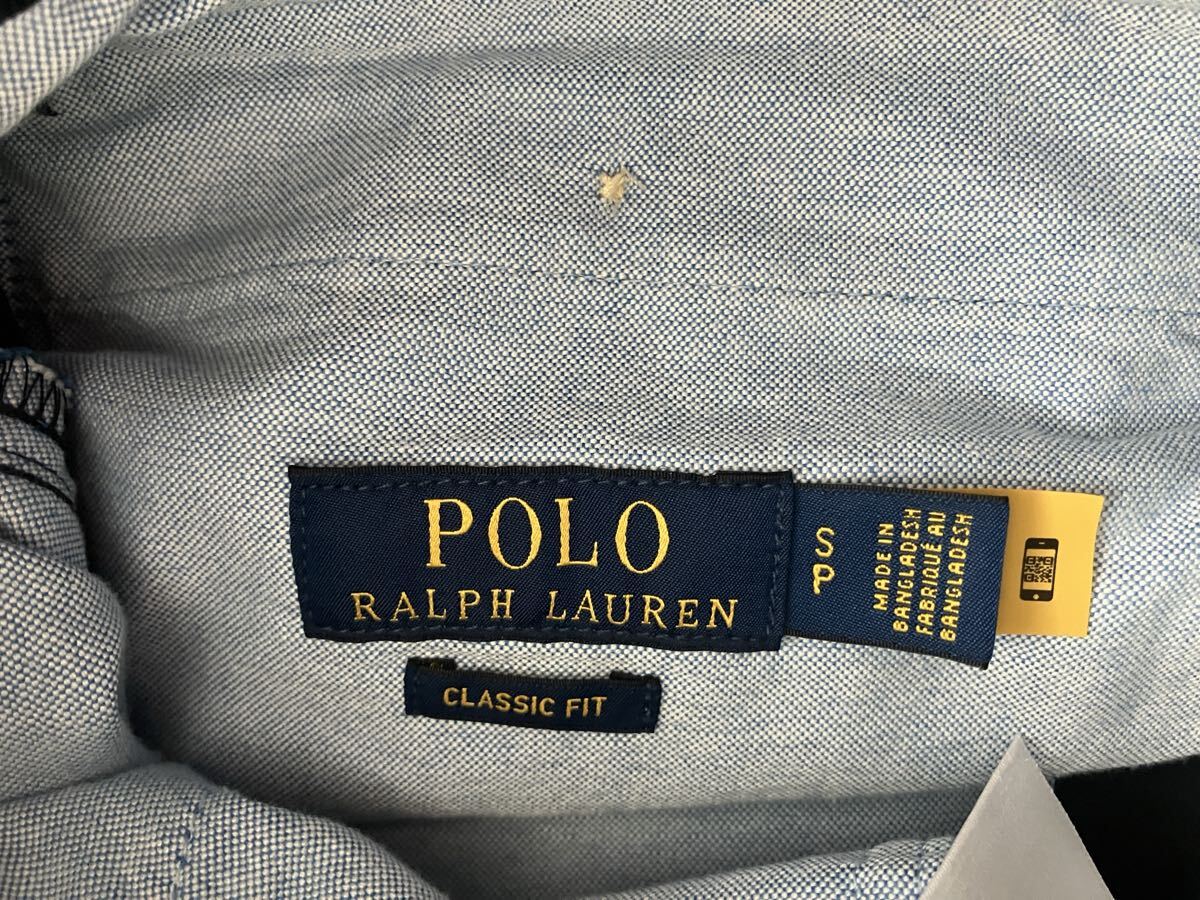 POLO
RALPH LAUREN
S
P
MADE IN
BANGLADESH
FABRIQUÉ AU
BANGLADESH
CLASSIC FIT